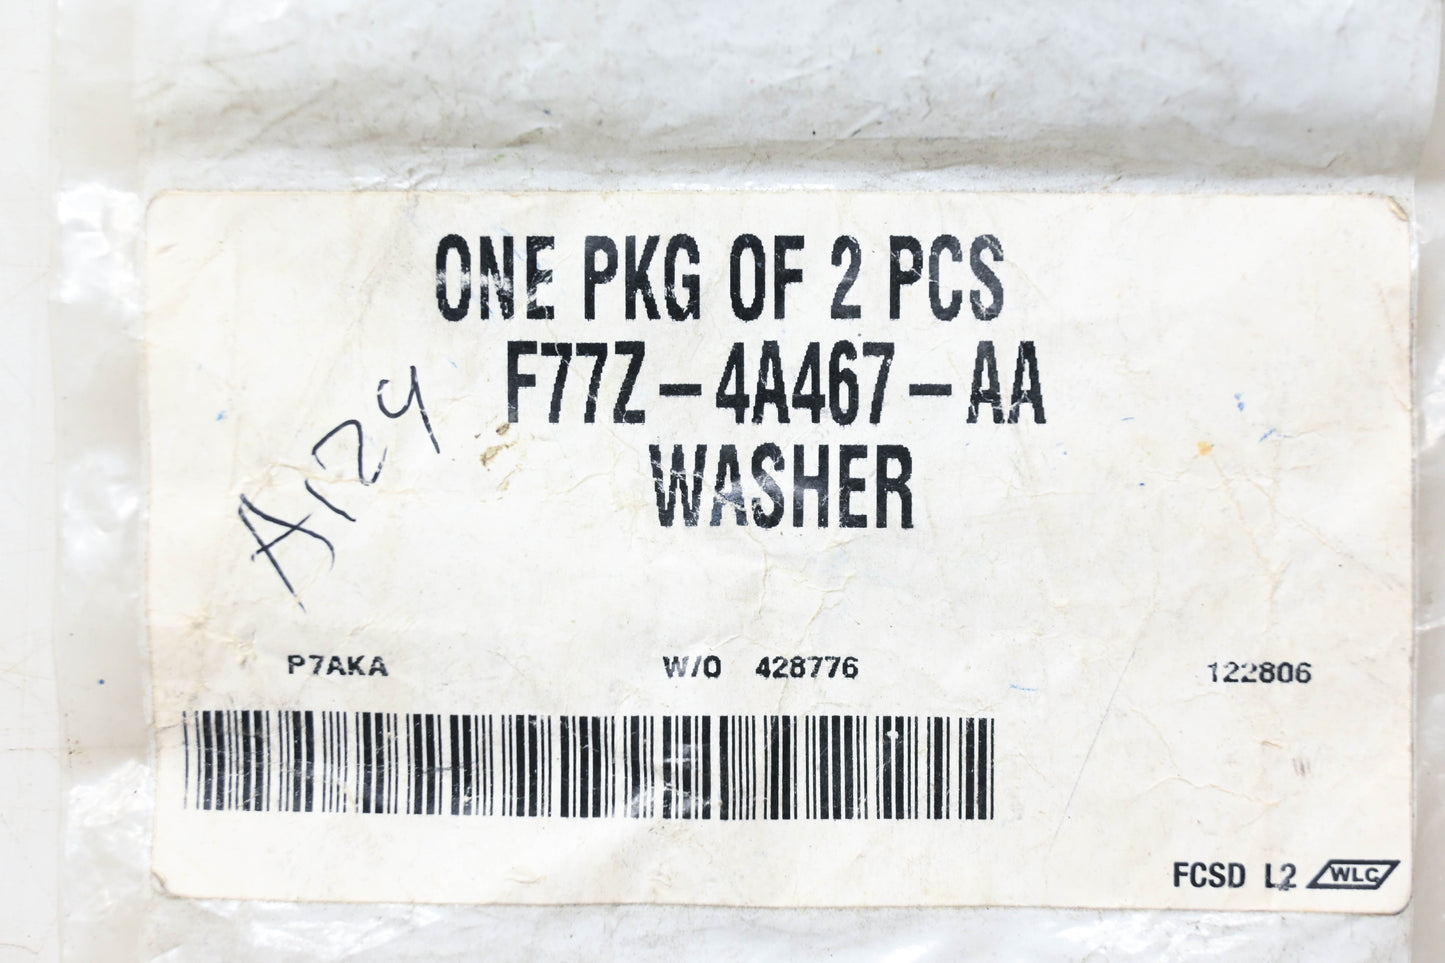 ONE PKG OF 2 PCS
F77Z-4A467-AA
WASHER
A129
P7AKA W/O 428776 122806
FCSD L2 WLC